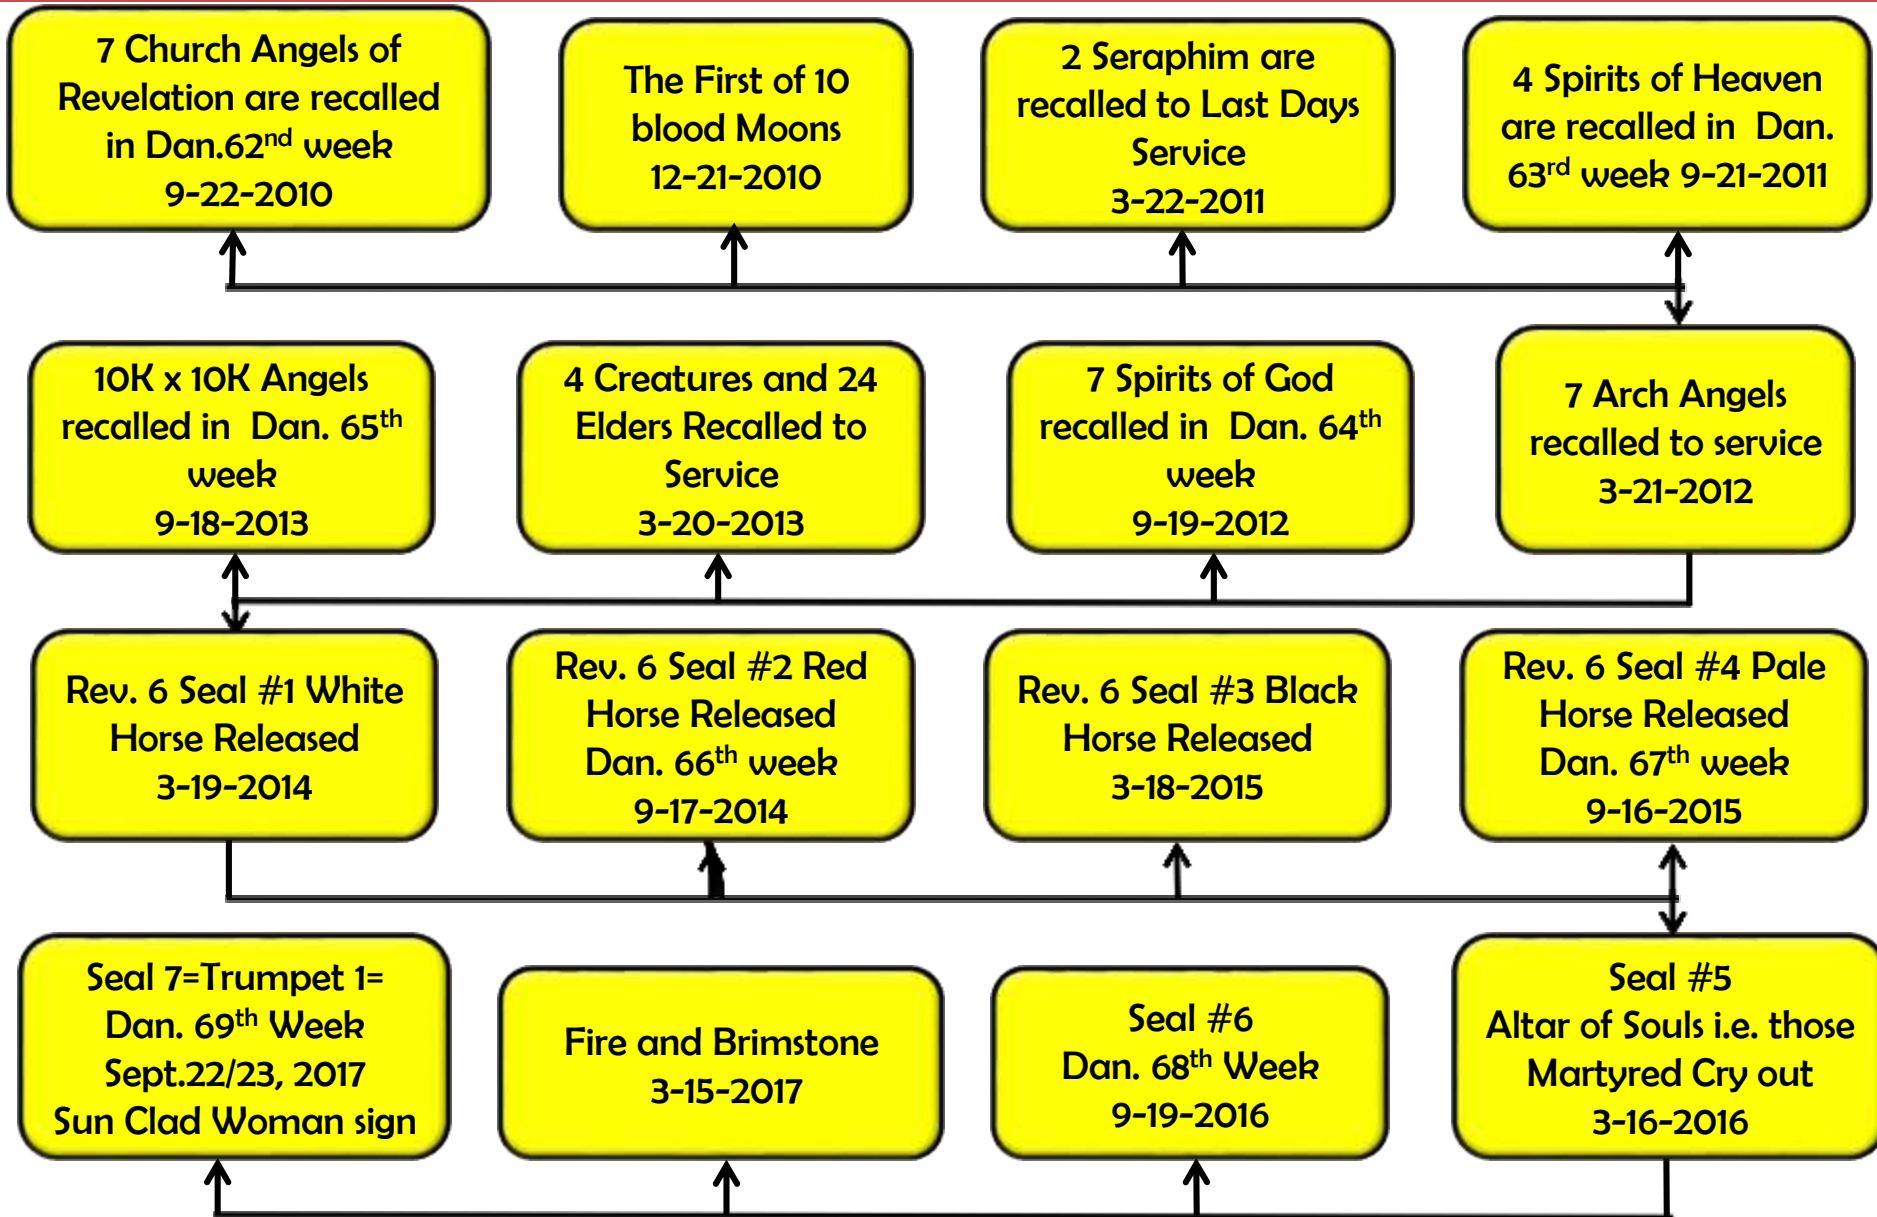 7 Church Angels of
Revelation are recalled
in Dan.62nd week
9-22-2010
The First of 10
blood Moons
12-21-2010
2 Seraphim are
recalled to Last Days
Service
3-22-2011
4 Spirits of Heaven
are recalled in Dan.
63rd week 9-21-2011
10K x 10K Angels
recalled in Dan. 65th
week
9-18-2013
4 Creatures and 24
Elders Recalled to
Service
3-20-2013
7 Spirits of God
recalled in Dan. 64th
week
9-19-2012
7 Arch Angels
recalled to service
3-21-2012
Rev. 6 Seal #1 White
Horse Released
3-19-2014
Rev. 6 Seal #2 Red
Horse Released
Dan. 66th week
9-17-2014
Rev. 6 Seal #3 Black
Horse Released
3-18-2015
Rev. 6 Seal #4 Pale
Horse Released
Dan. 67th week
9-16-2015
Seal 7=Trumpet 1=
Dan. 69th Week
Sept.22/23, 2017
Sun Clad Woman sign
Fire and Brimstone
3-15-2017
Seal #6
Dan. 68th Week
9-19-2016
Seal #5
Altar of Souls i.e. those
Martyred Cry out
3-16-2016